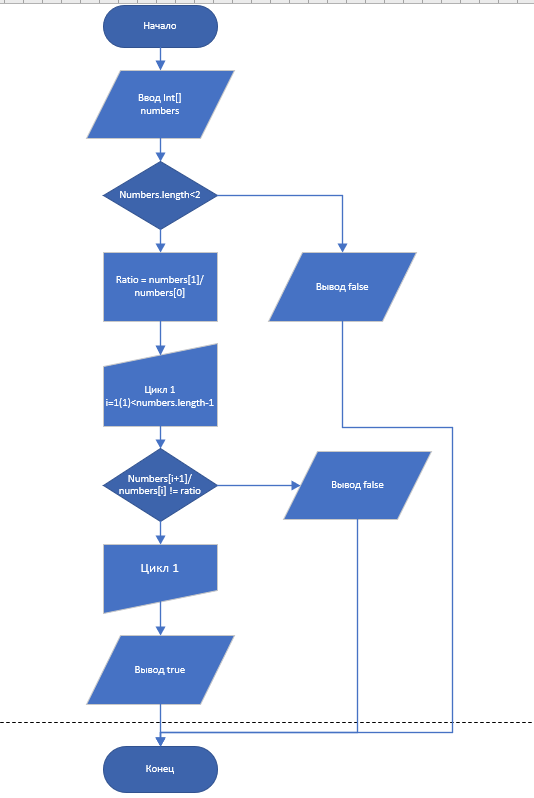 Начало
Ввод Int[]
numbers
Numbers.length<2
Ratio = numbers[1]/
numbers[0]
Вывод false
Цикл 1
i=1(1)<numbers.length-1
Numbers[i+1]/
numbers[i] != ratio
Вывод false
Цикл 1
Вывод true
Конец